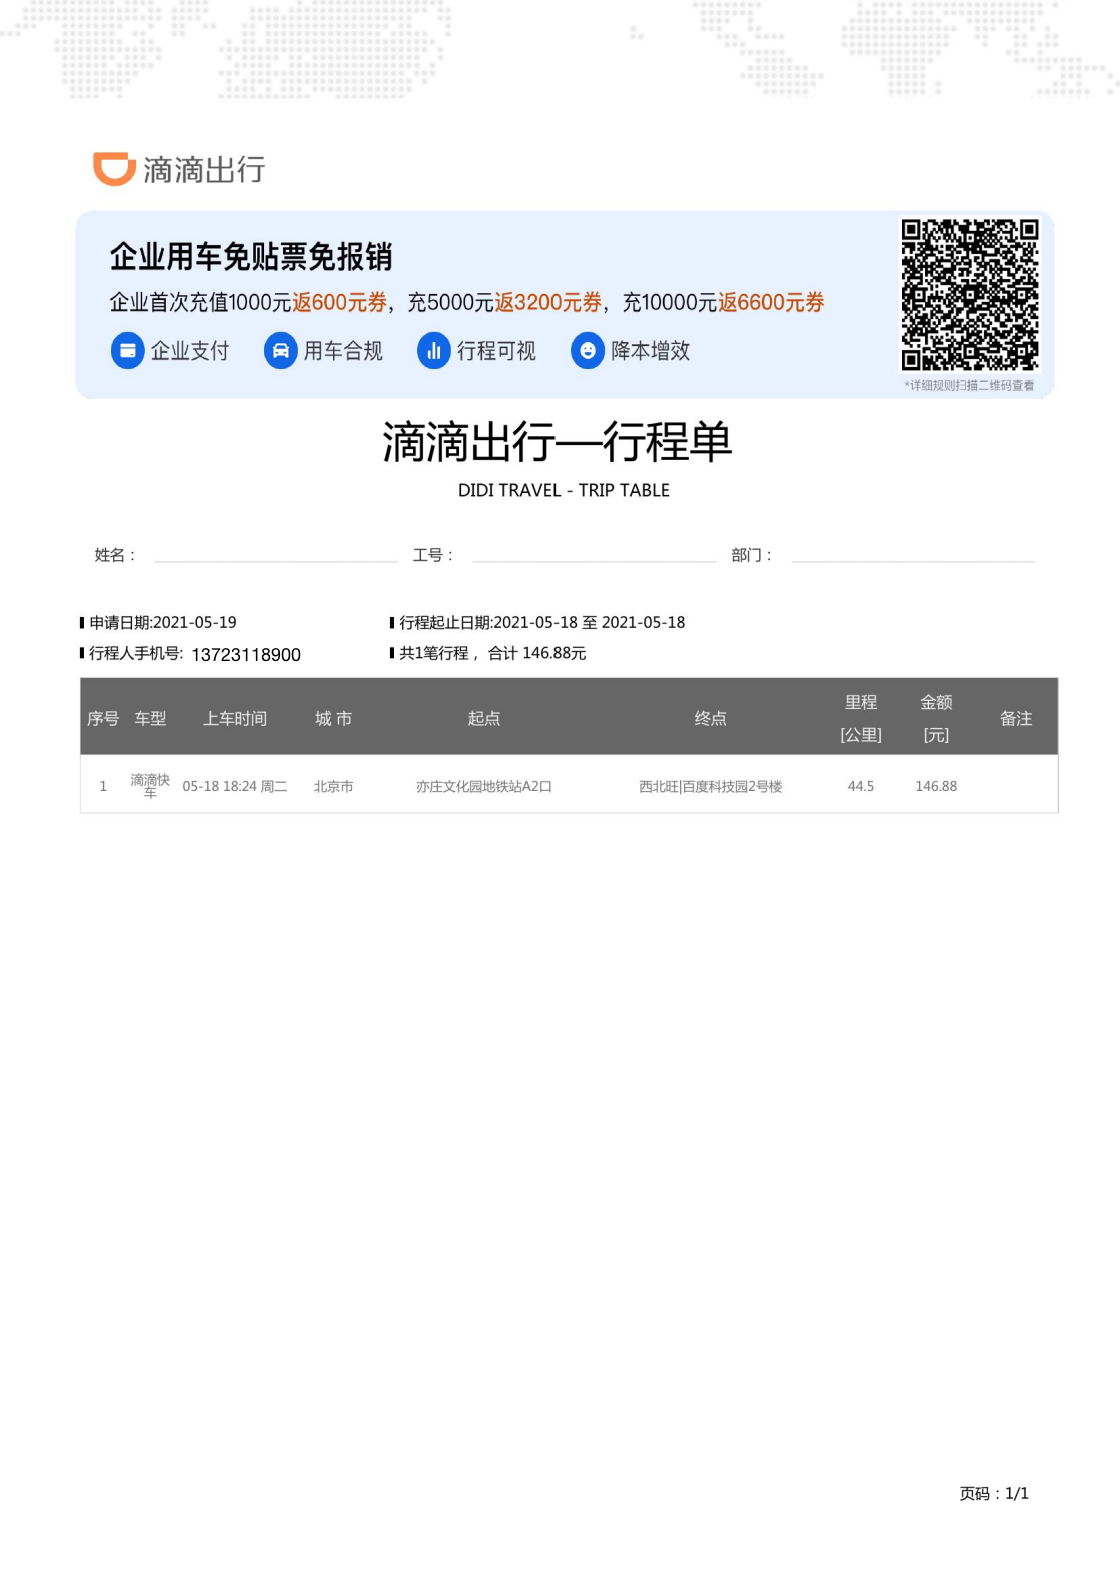 滴滴出行
企业用车免贴票免报销
企业首次充值1000元返600元券，充5000元返3200元券，充10000元返6600元券
企业支付 用车合规 行程可视 降本增效
*详细规则扫描二维码查看
滴滴出行—行程单
DIDI TRAVEL - TRIP TABLE
姓名： 工号： 部门：
申请日期:2021-05-19 行程起止日期:2021-05-18 至 2021-05-18
行程人手机号: 13723118900 共1笔行程，合计 146.88元
序号 车型 上车时间 城市 起点 终点 里程[公里] 金额[元] 备注
1 滴滴快车 05-18 18:24 周二 北京市 亦庄文化园地铁站A2口 西北旺|百度科技园2号楼 44.5 146.88
页码：1/1